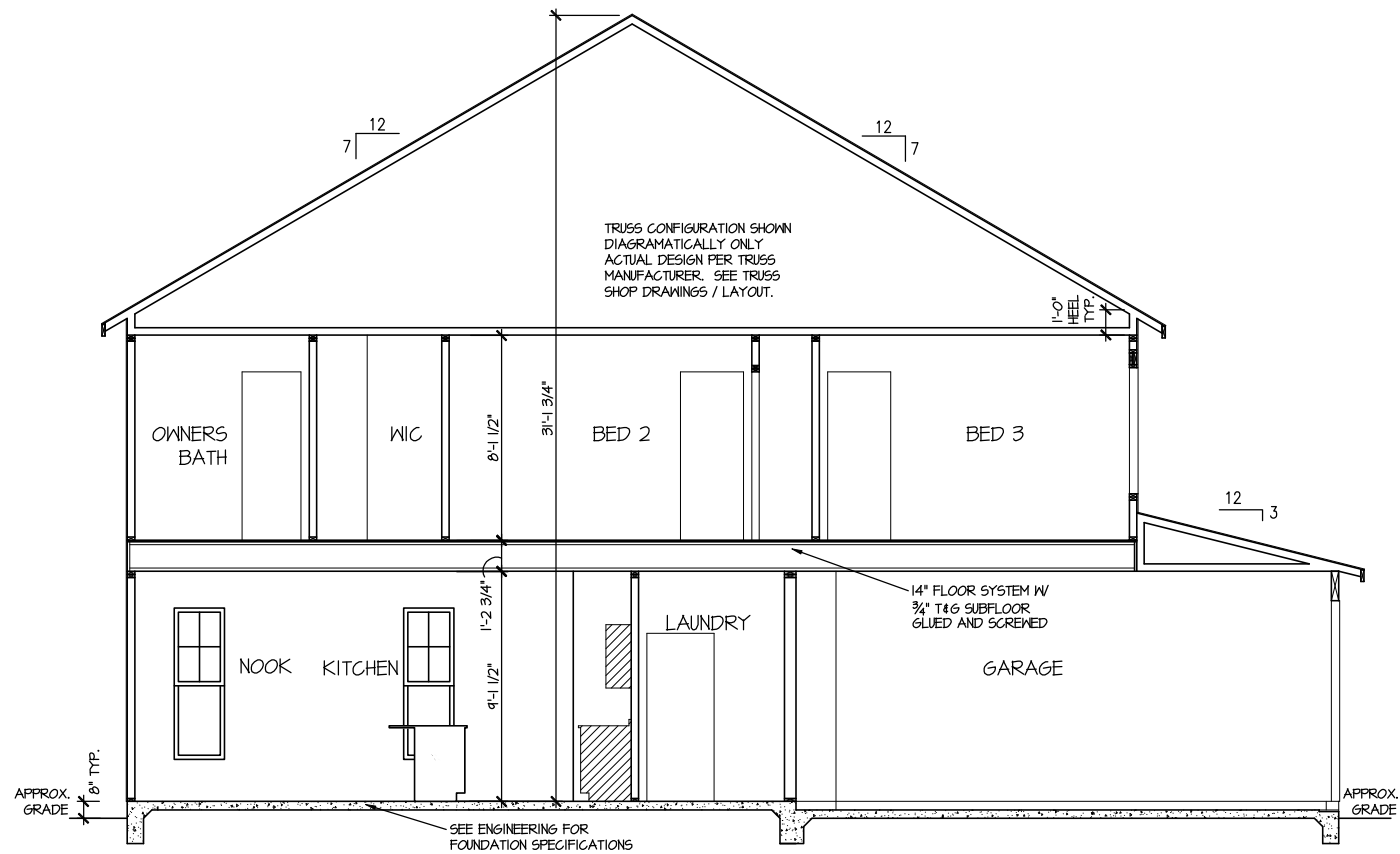 12
7
12
7
TRUSS CONFIGURATION SHOWN
DIAGRAMATICALLY ONLY
ACTUAL DESIGN PER TRUSS
MANUFACTURER. SEE TRUSS
SHOP DRAWINGS / LAYOUT.
1'-0"
HEEL
TYP.
31'-1 3/4"
8'-1 1/2"
OWNERS
BATH
WIC
BED 2
BED 3
12
3
14" FLOOR SYSTEM W/
3/4" T&G SUBFLOOR
GLUED AND SCREWED
1'-2 3/4"
9'-1 1/2"
NOOK
KITCHEN
LAUNDRY
GARAGE
8" TYP.
APPROX.
GRADE
APPROX.
GRADE
SEE ENGINEERING FOR
FOUNDATION SPECIFICATIONS